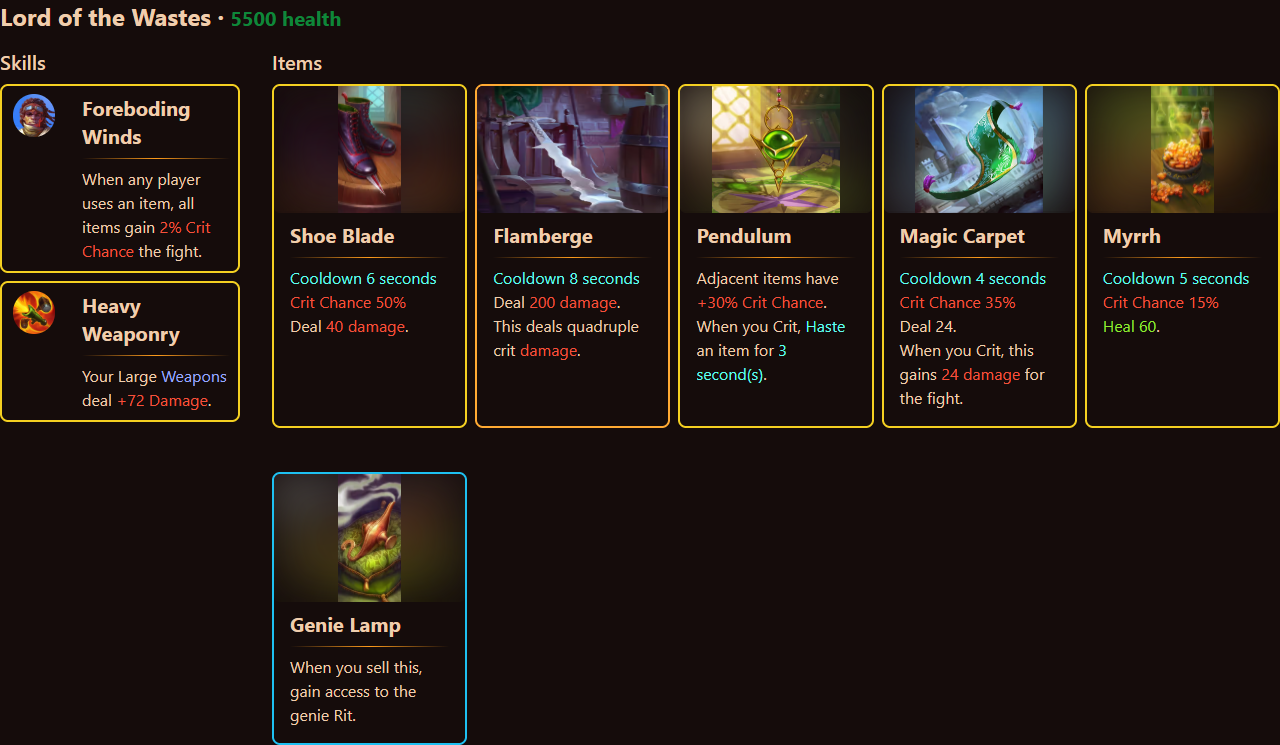 Lord of the Wastes · 5500 health
Skills
Foreboding
Winds
When any player
uses an item, all
items gain 2% Crit
Chance the fight.
Heavy
Weaponry
Your Large Weapons
deal +72 Damage.
Items
Shoe Blade
Cooldown 6 seconds
Crit Chance 50%
Deal 40 damage.
Flamberge
Cooldown 8 seconds
Deal 200 damage.
This deals quadruple
crit damage.
Pendulum
Adjacent items have
+30% Crit Chance.
When you Crit, Haste
an item for 3
second(s).
Magic Carpet
Cooldown 4 seconds
Crit Chance 35%
Deal 24.
When you Crit, this
gains 24 damage for
the fight.
Myrrh
Cooldown 5 seconds
Crit Chance 15%
Heal 60.
Genie Lamp
When you sell this,
gain access to the
genie Rit.